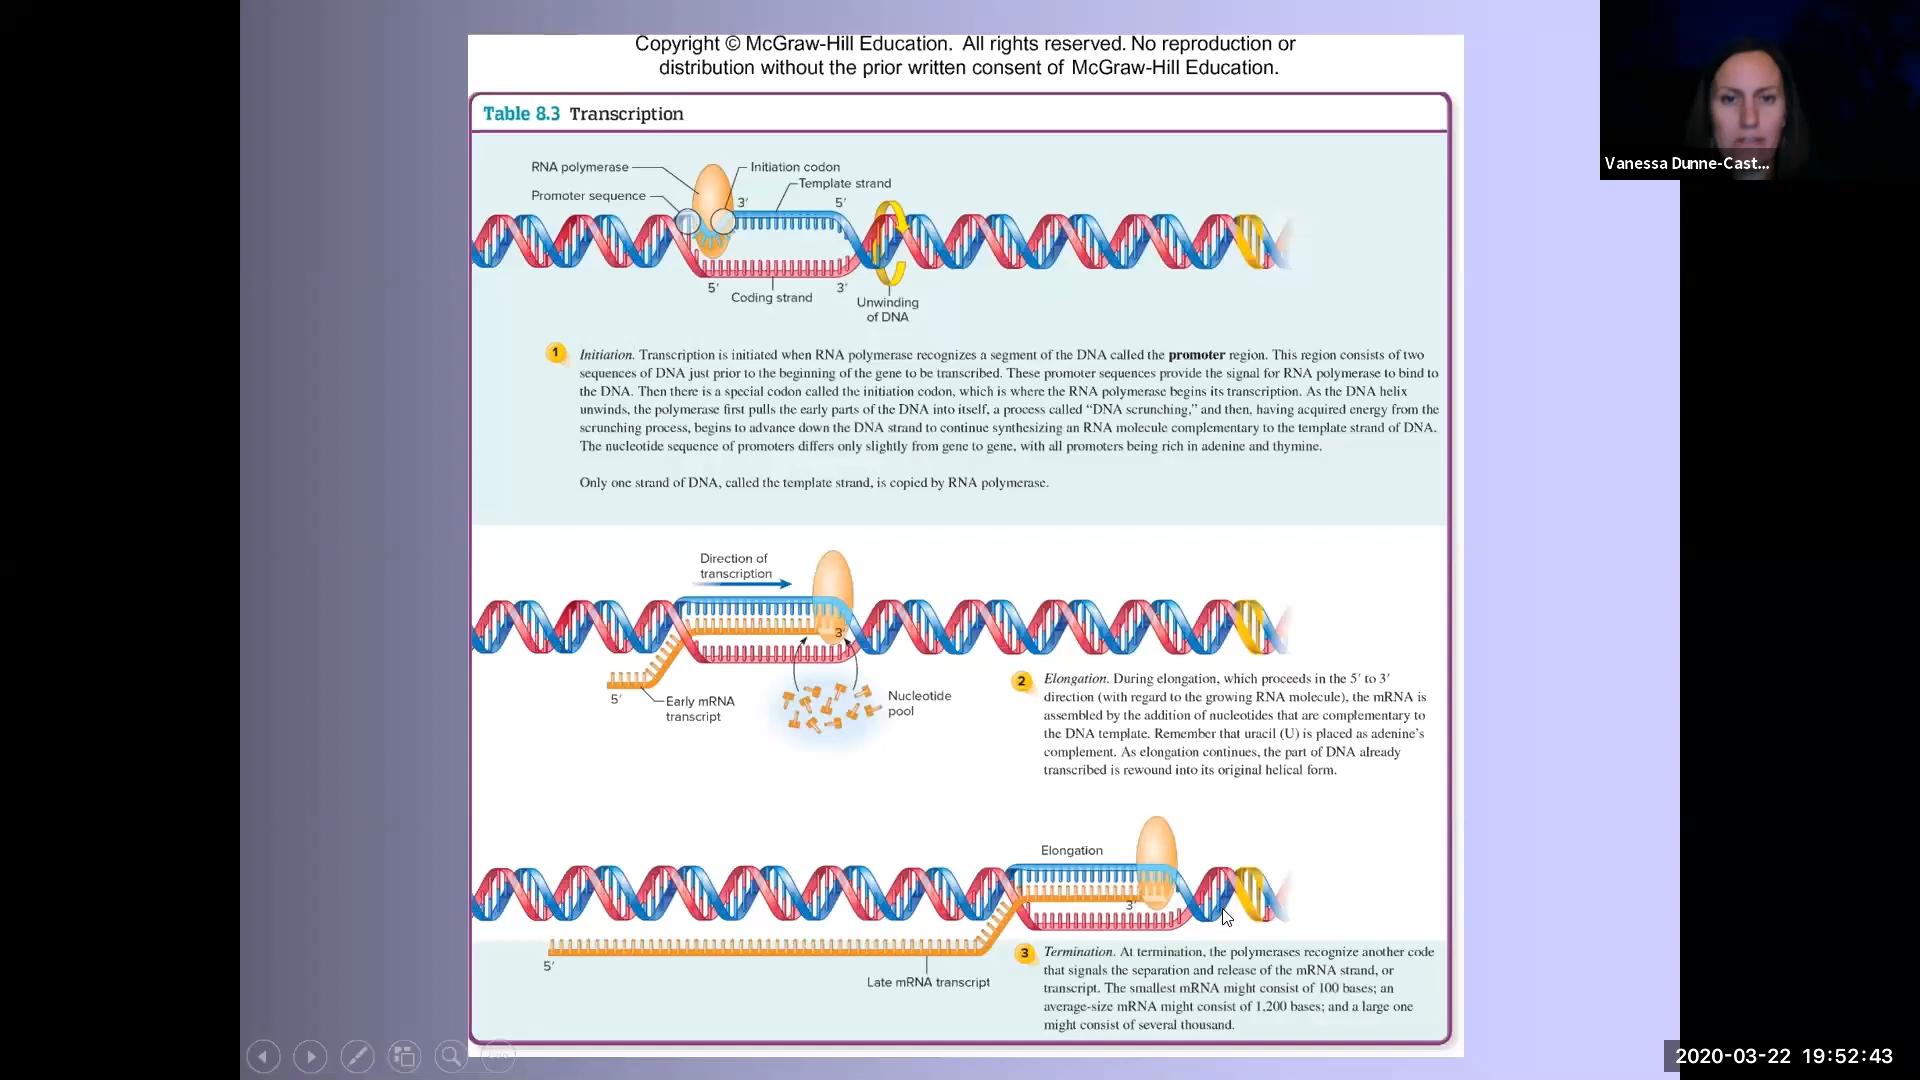 Copyright © McGraw-Hill Education. All rights reserved. No reproduction or
distribution without the prior written consent of McGraw-Hill Education.
Table 8.3 Transcription
RNA polymerase
Initiation codon
Template strand
Promoter sequence
3′
5′
5′
3′
Coding strand
Unwinding
of DNA
1
Initiation. Transcription is initiated when RNA polymerase recognizes a segment of the DNA called the promoter region. This region consists of two
sequences of DNA just prior to the beginning of the gene to be transcribed. These promoter sequences provide the signal for RNA polymerase to bind to
the DNA. Then there is a special codon called the initiation codon, which is where the RNA polymerase begins its transcription. As the DNA helix
unwinds, the polymerase first pulls the early parts of the DNA into itself, a process called “DNA scrunching,” and then, having acquired energy from the
scrunching process, begins to advance down the DNA strand to continue synthesizing an RNA molecule complementary to the template strand of DNA.
The nucleotide sequence of promoters differs only slightly from gene to gene, with all promoters being rich in adenine and thymine.
Only one strand of DNA, called the template strand, is copied by RNA polymerase.
Direction of
transcription
3′
5′
Early mRNA
transcript
Nucleotide
pool
2
Elongation. During elongation, which proceeds in the 5′ to 3′
direction (with regard to the growing RNA molecule), the mRNA is
assembled by the addition of nucleotides that are complementary to
the DNA template. Remember that uracil (U) is placed as adenine’s
complement. As elongation continues, the part of DNA already
transcribed is rewound into its original helical form.
Elongation
3′
5′
Late mRNA transcript
3
Termination. At termination, the polymerases recognize another code
that signals the separation and release of the mRNA strand, or
transcript. The smallest mRNA might consist of 100 bases; an
average-size mRNA might consist of 1,200 bases; and a large one
might consist of several thousand.
Vanessa Dunne-Cast...
2020-03-22 19:52:43